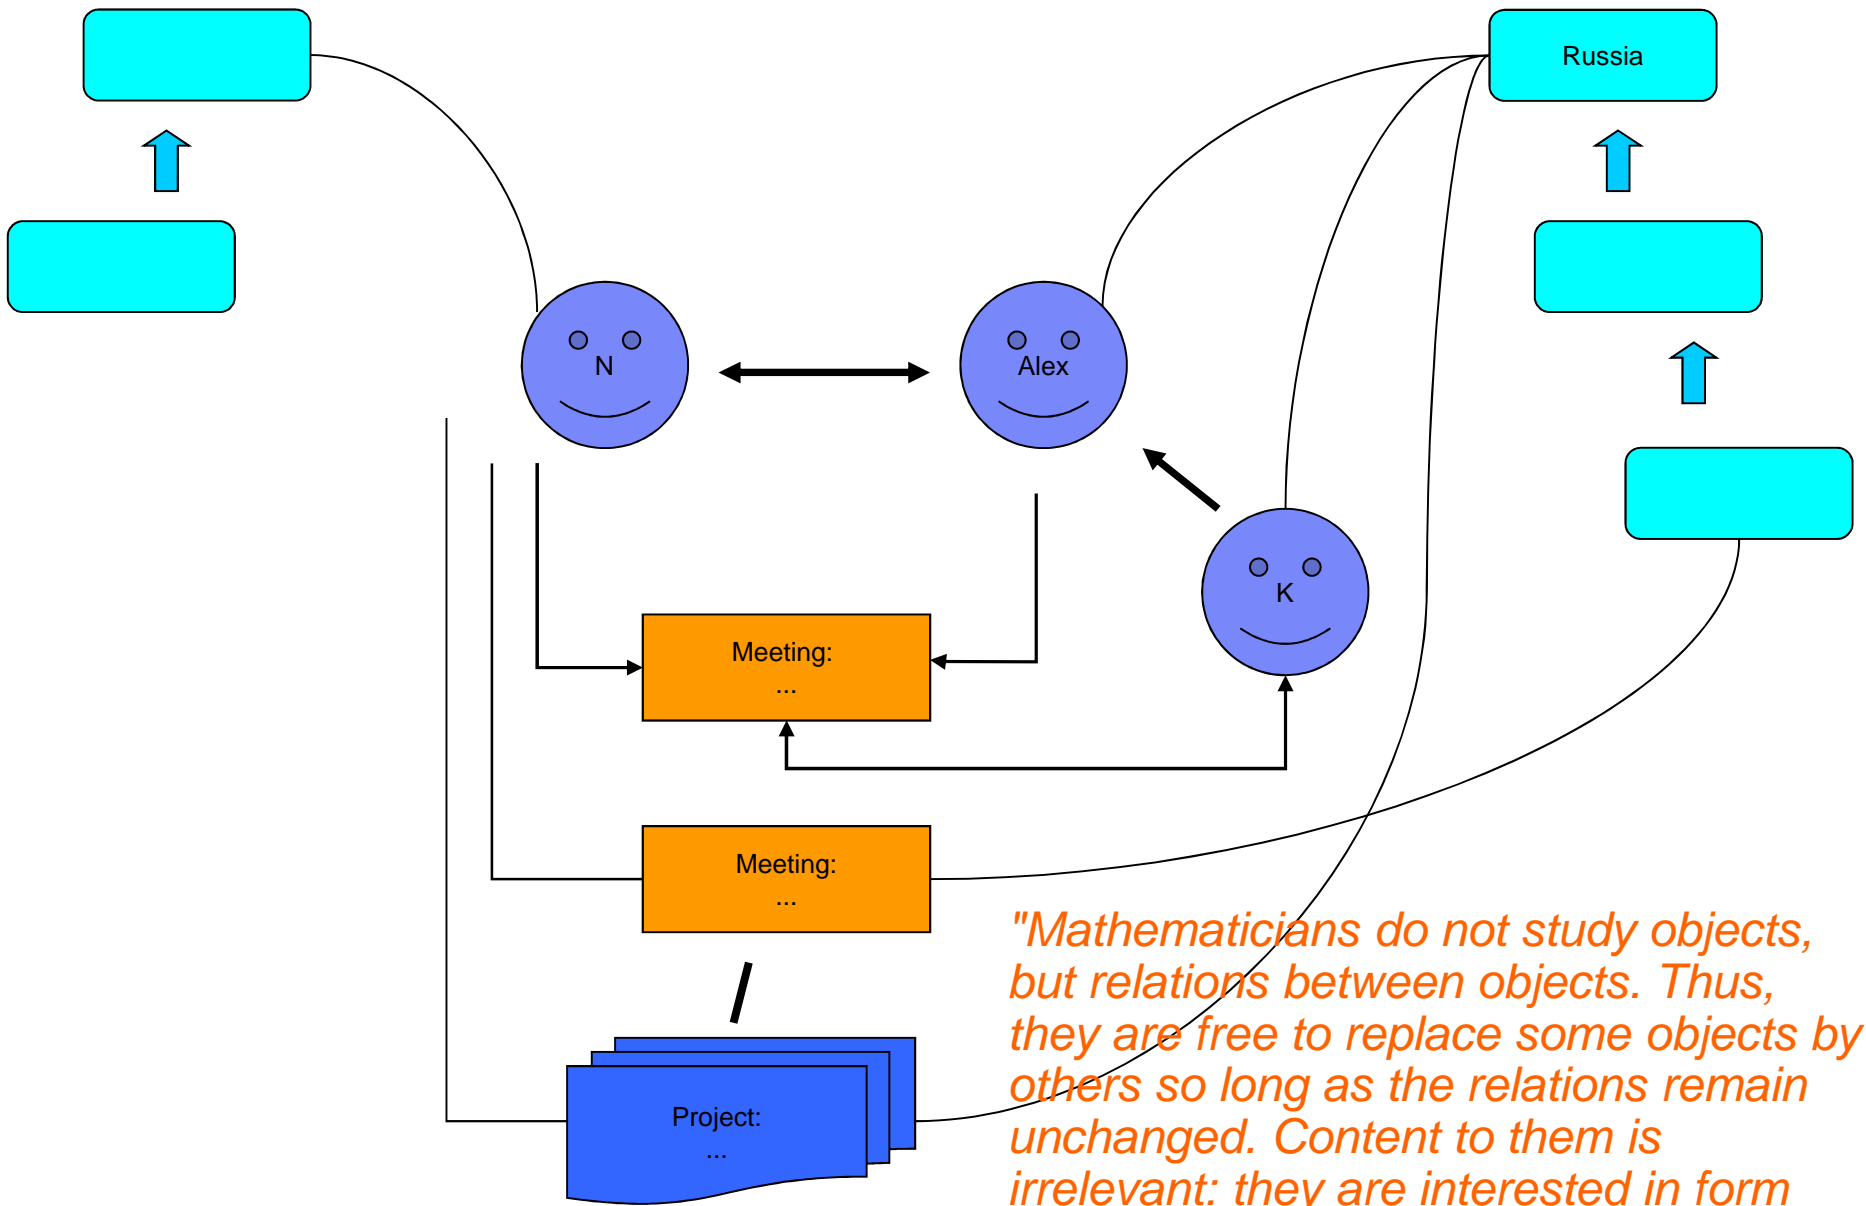 Russia
N
Alex
K
Meeting:
...
Meeting:
...
Project:
...
"Mathematicians do not study objects,
but relations between objects. Thus,
they are free to replace some objects by
others so long as the relations remain
unchanged. Content to them is
irrelevant: they are interested in form